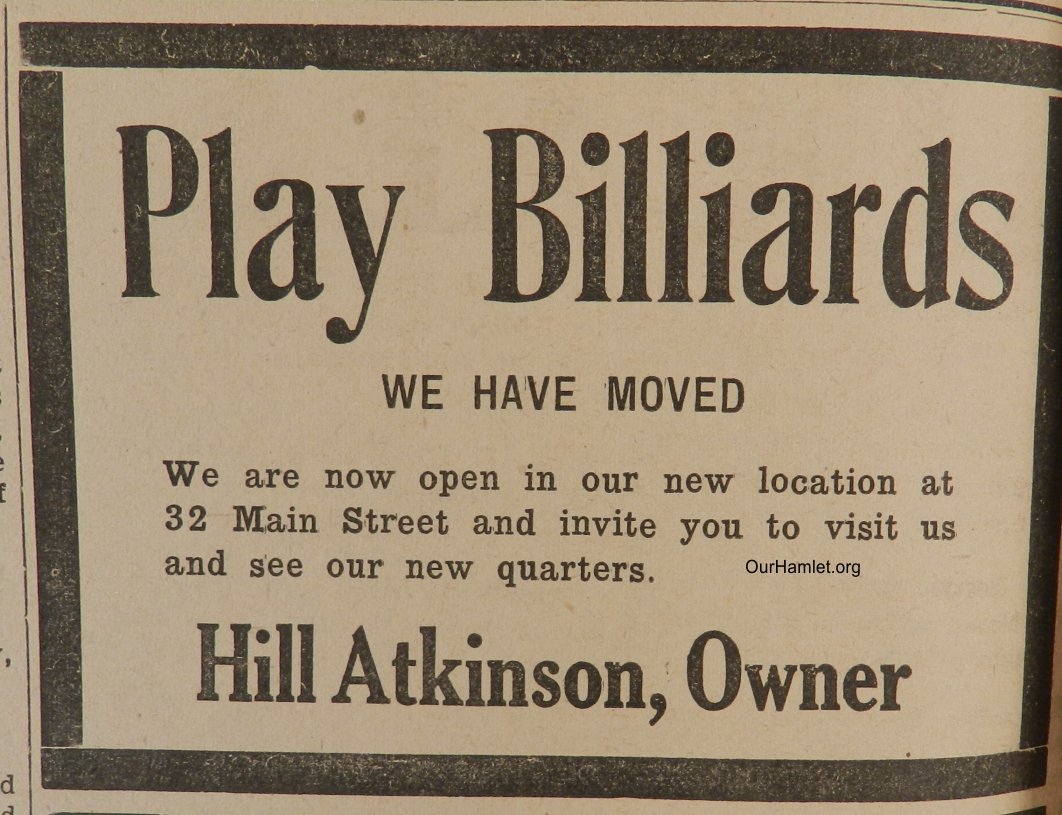 Play Billiards
WE HAVE MOVED
We are now open in our new location at
32 Main Street and invite you to visit us
and see our new quarters.
OurHamlet.org
Hill Atkinson, Owner